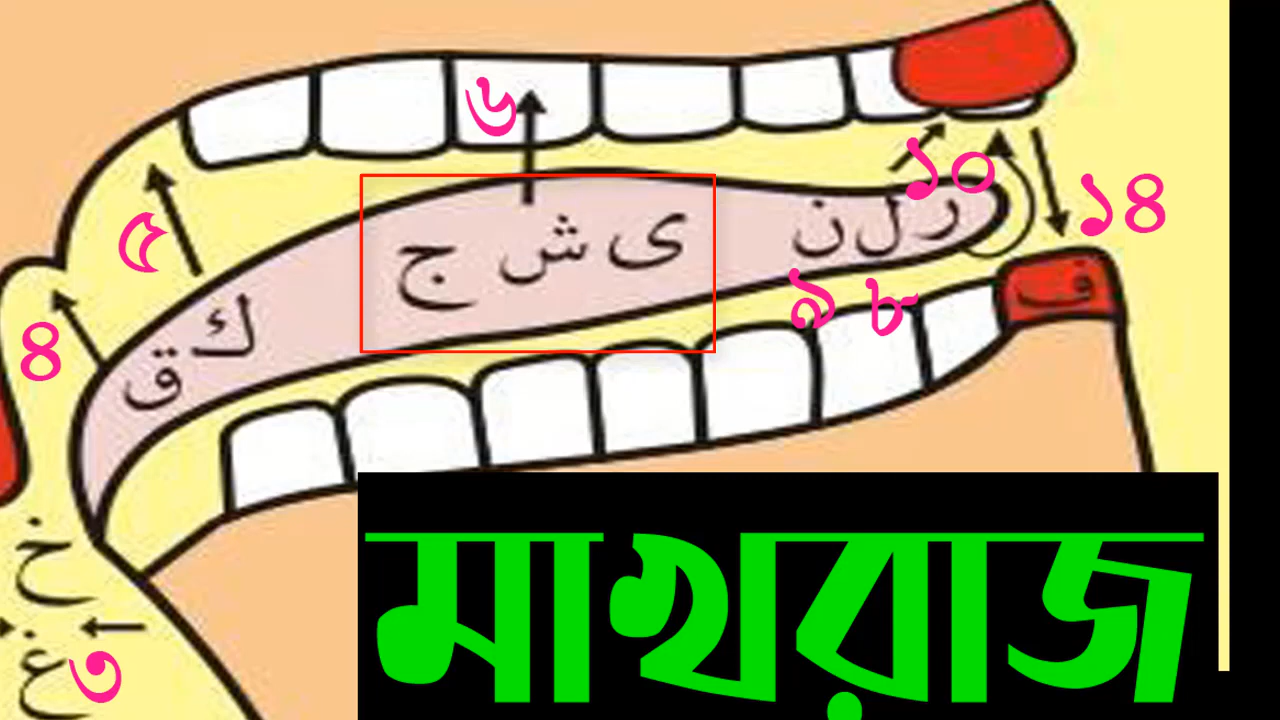 ৬
১০
১৪
৫
ج ش ى
ن ل ر
৯ ৮
ف
৪
ق ك
خ
غ
৩
মাখরাজ